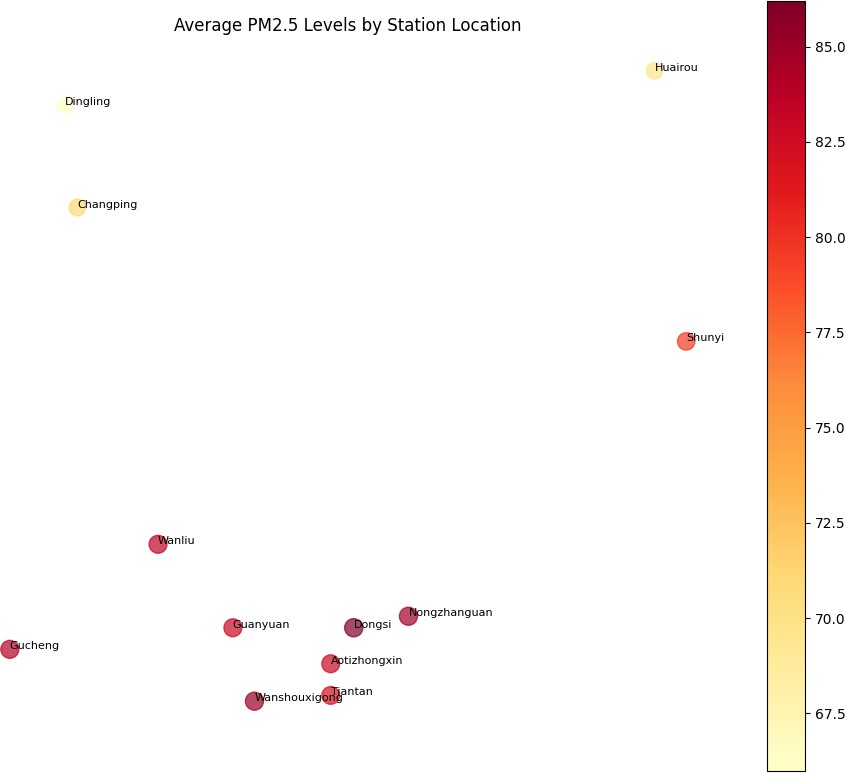 Average PM2.5 Levels by Station Location
Huairou
Dingling
Changping
Shunyi
Wanliu
Nongzhanguan
Guanyuan
Dongsi
Gucheng
Aotizhongxin
Tiantan
Wanshouxigong
85.0
82.5
80.0
77.5
75.0
72.5
70.0
67.5